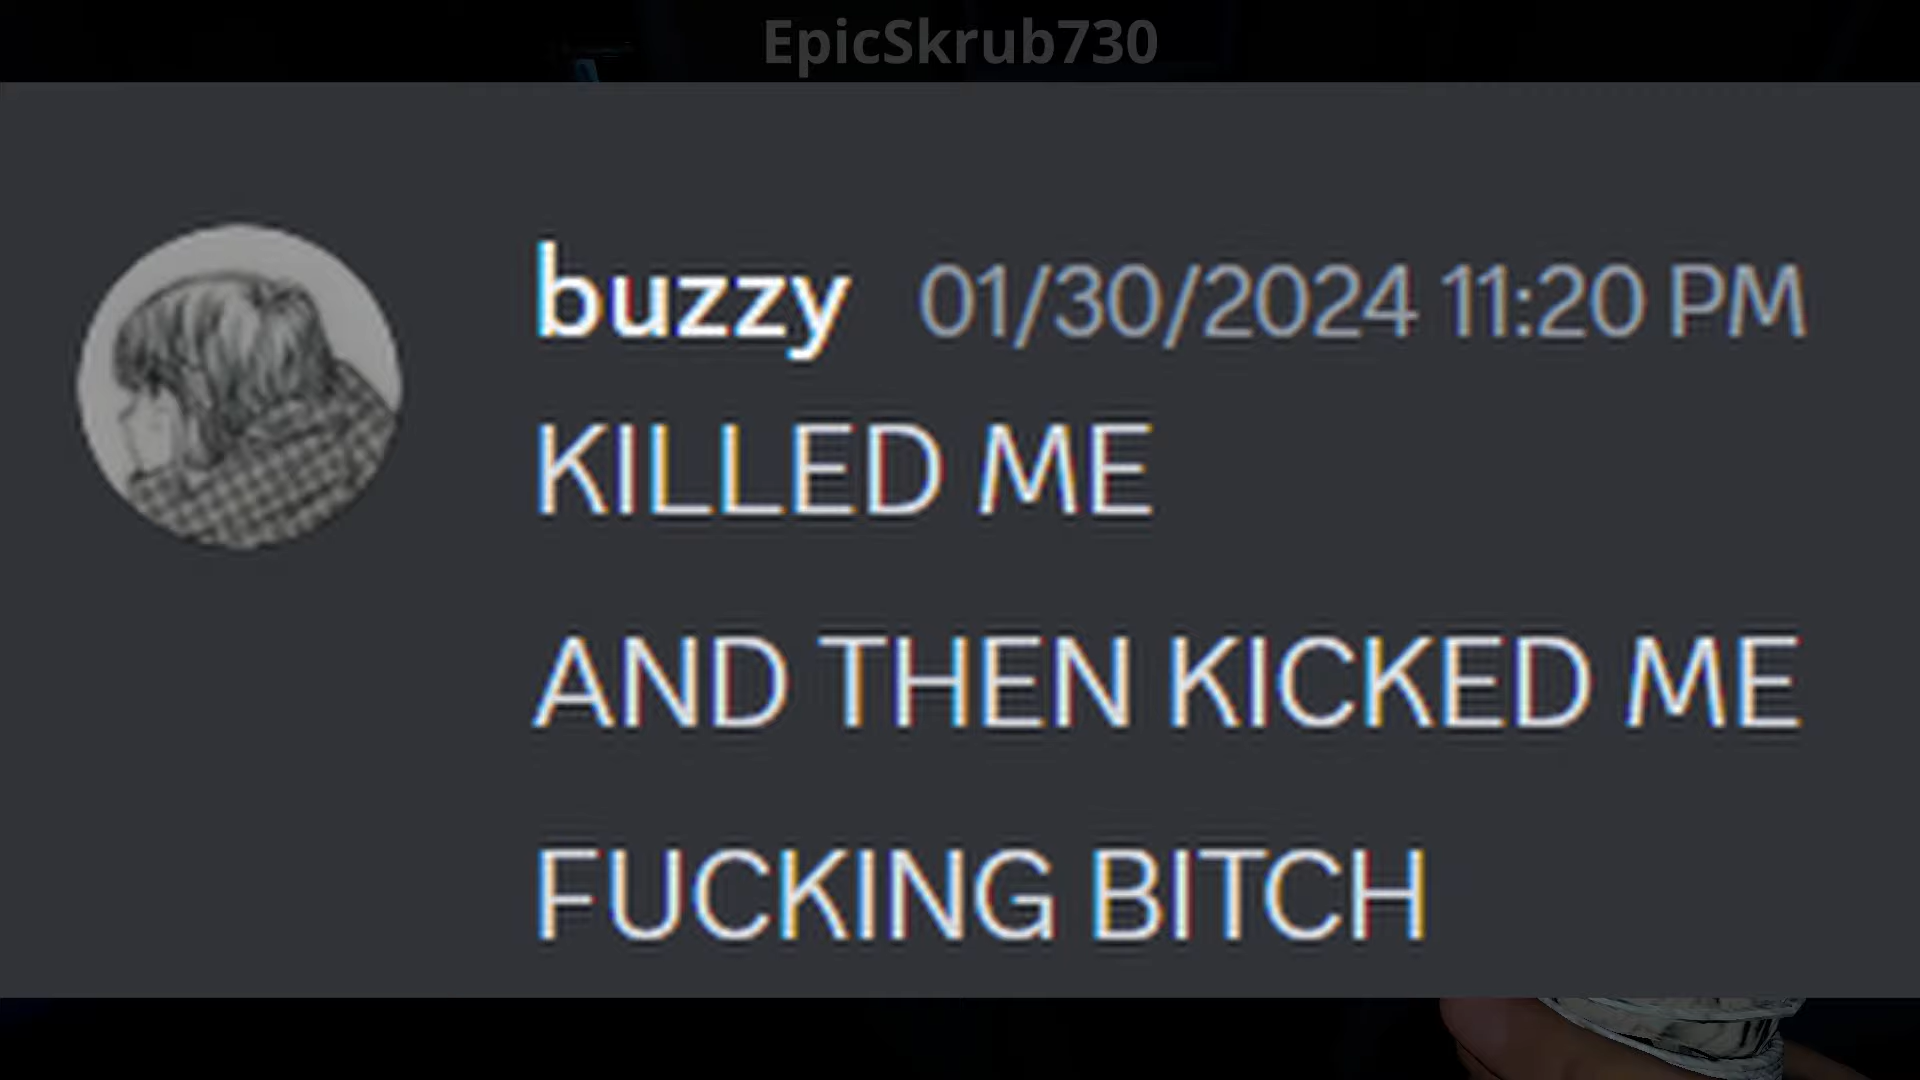 EpicSkrub730
buzzy 01/30/2024 11:20 PM
KILLED ME
AND THEN KICKED ME
FUCKING BITCH